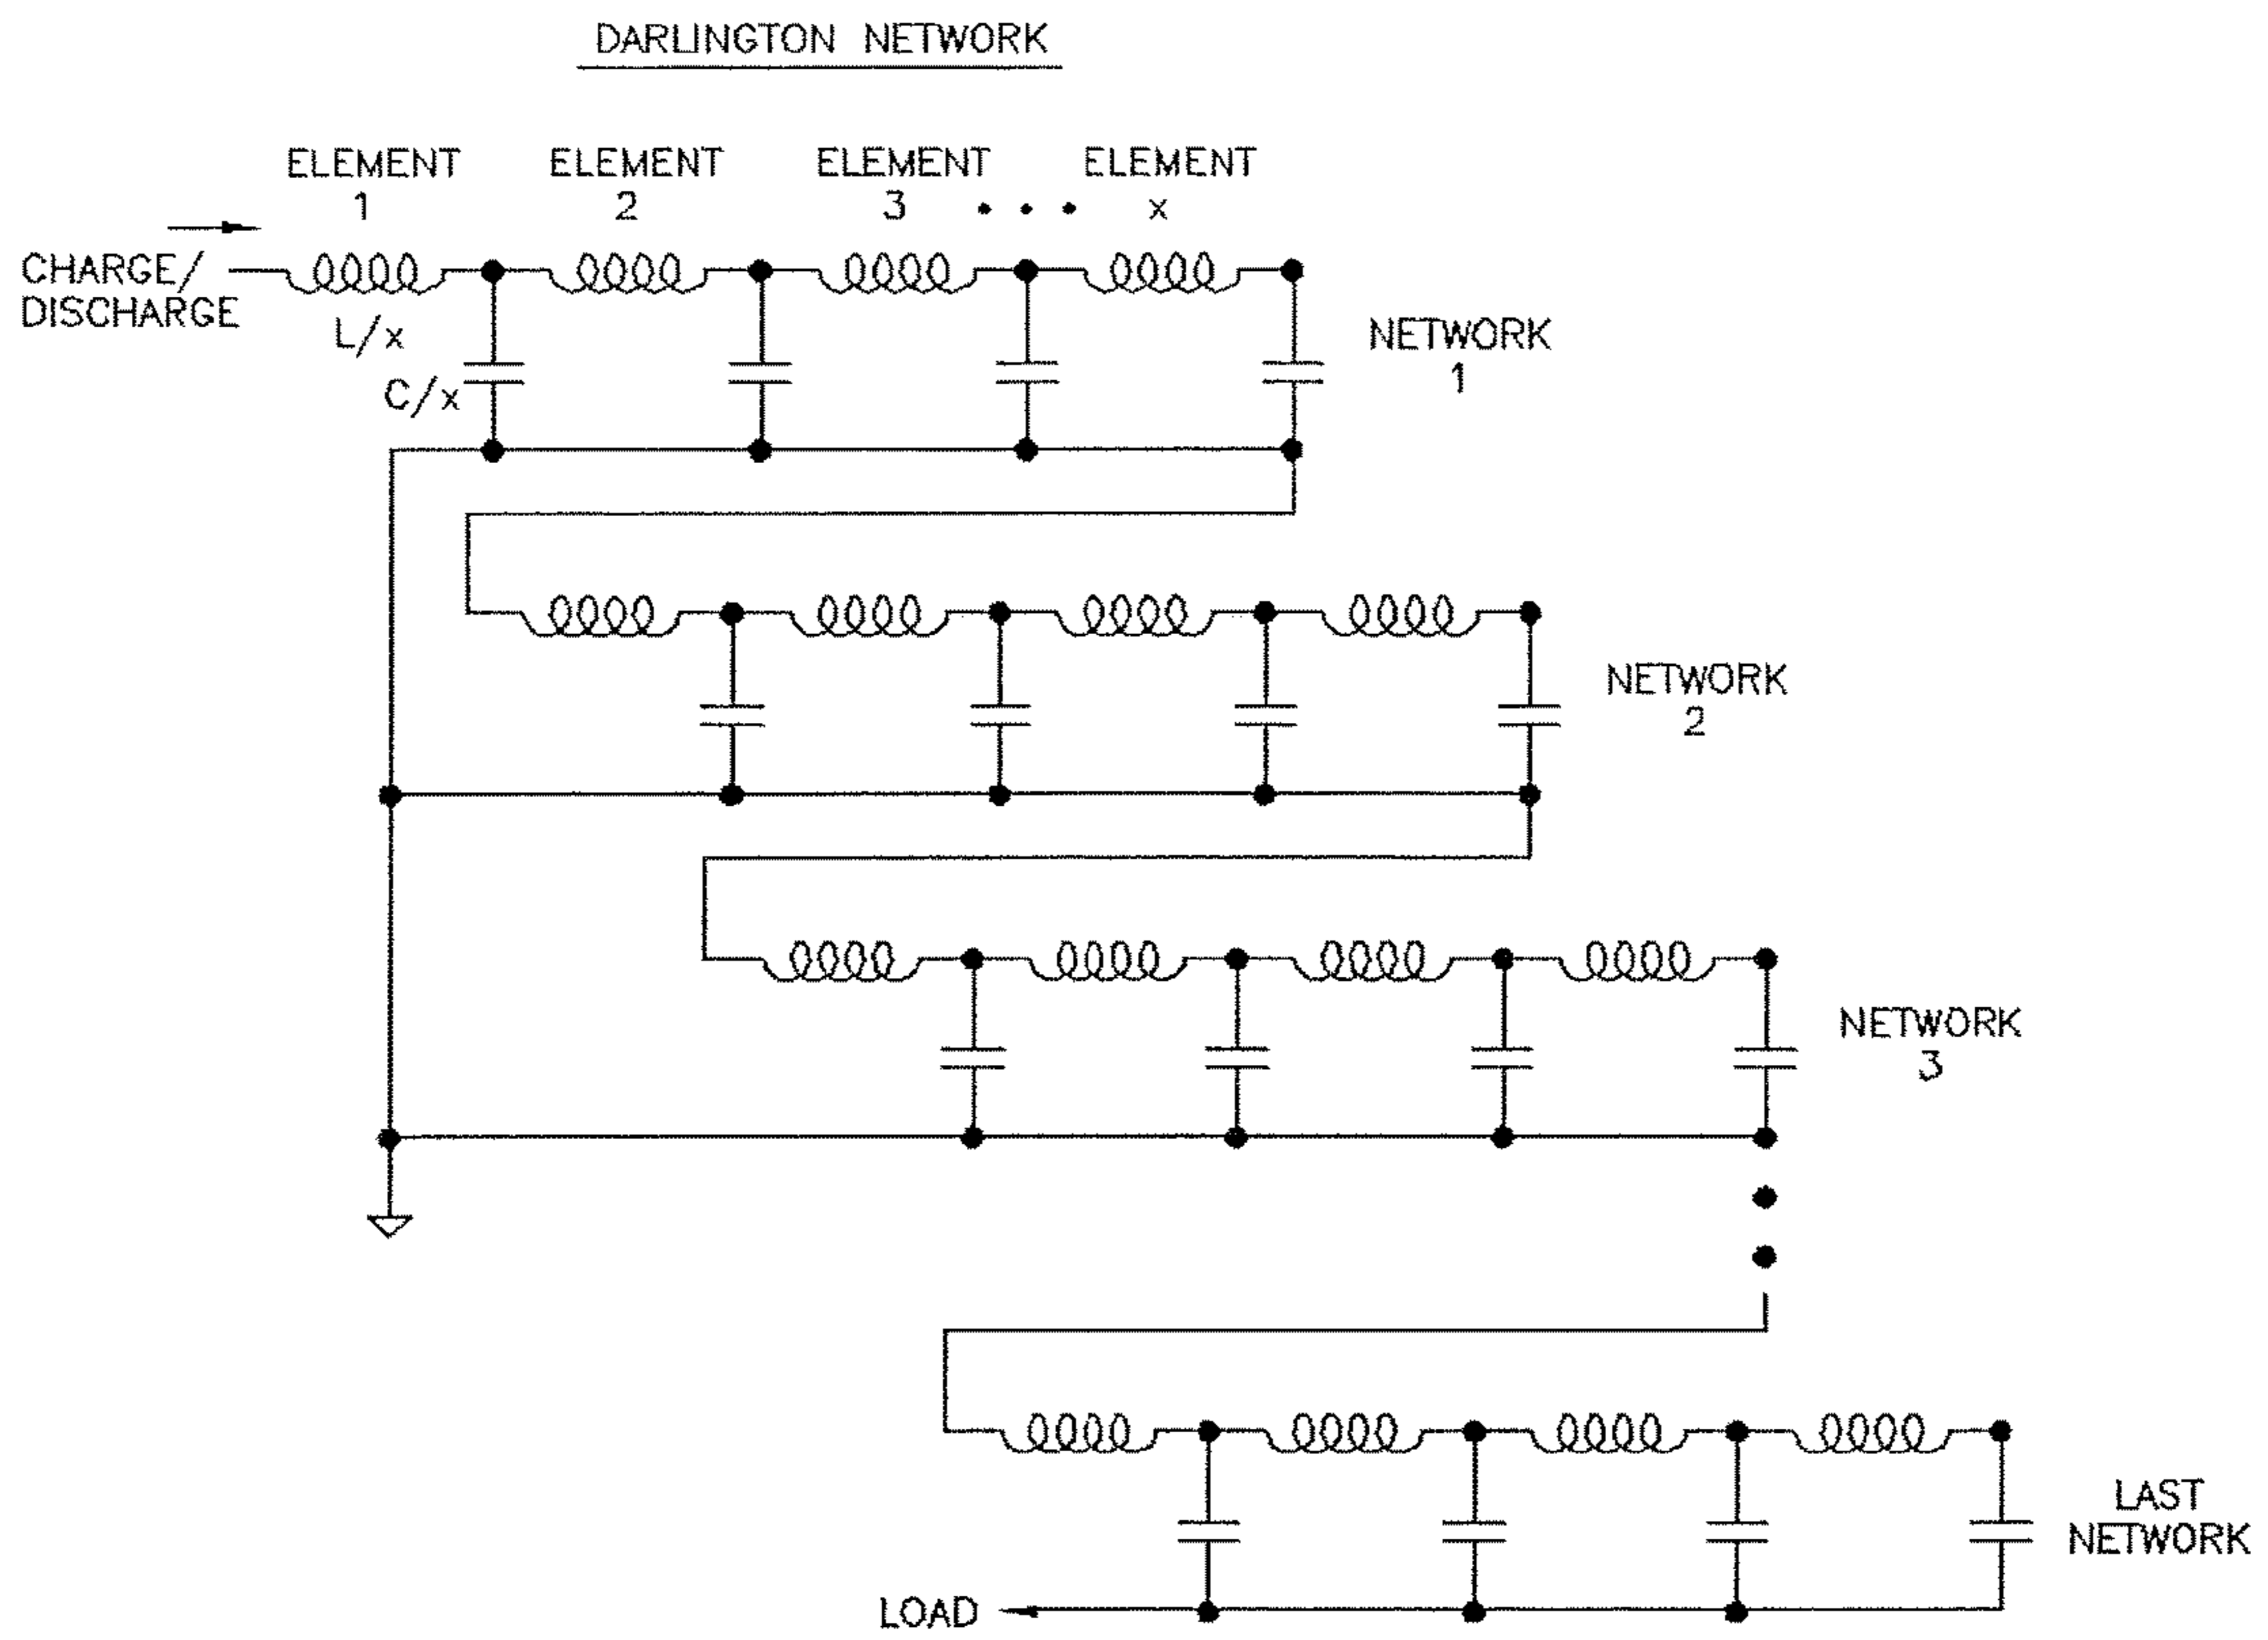 DARLINGTON NETWORK
ELEMENT
1
ELEMENT
2
ELEMENT
3
• • •
ELEMENT
x
CHARGE/
DISCHARGE
L/x
C/x
NETWORK
1
NETWORK
2
NETWORK
3
LAST
NETWORK
LOAD